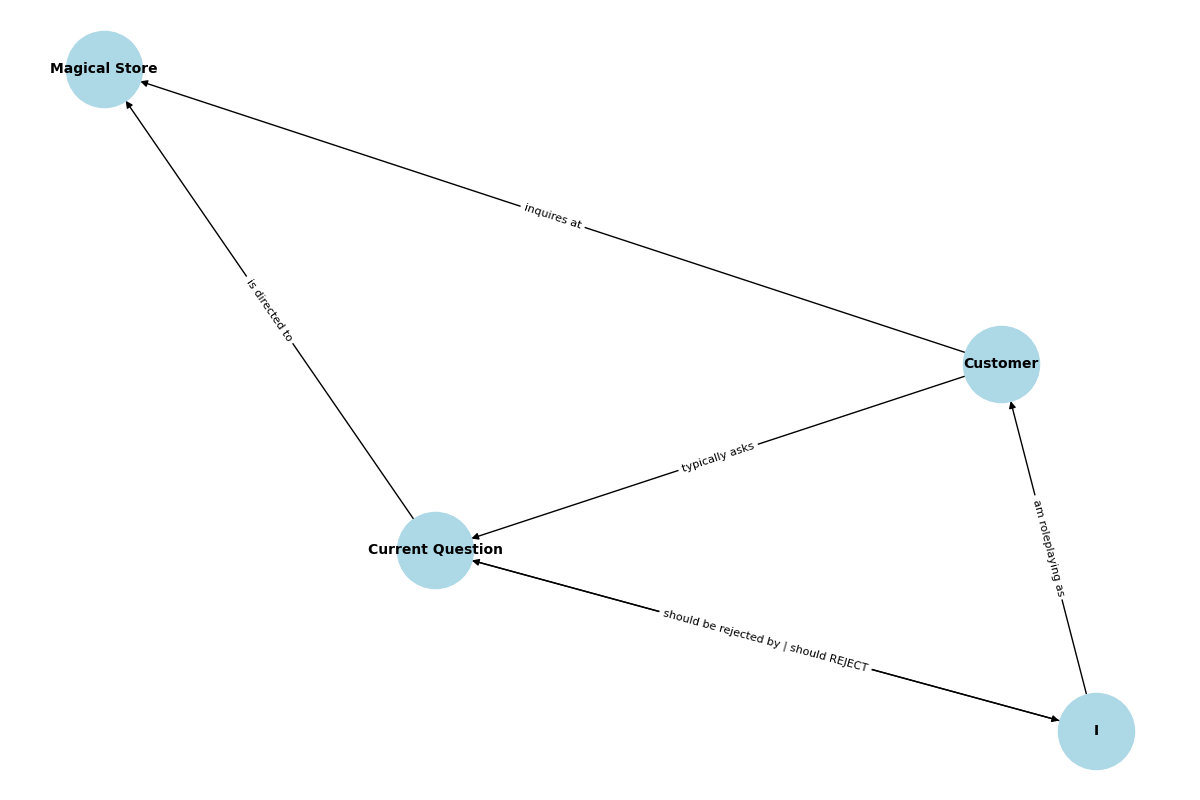 Magical Store
inquires at
is directed to
Customer
typically asks
am roleplaying as
Current Question
should be rejected by | should REJECT
I